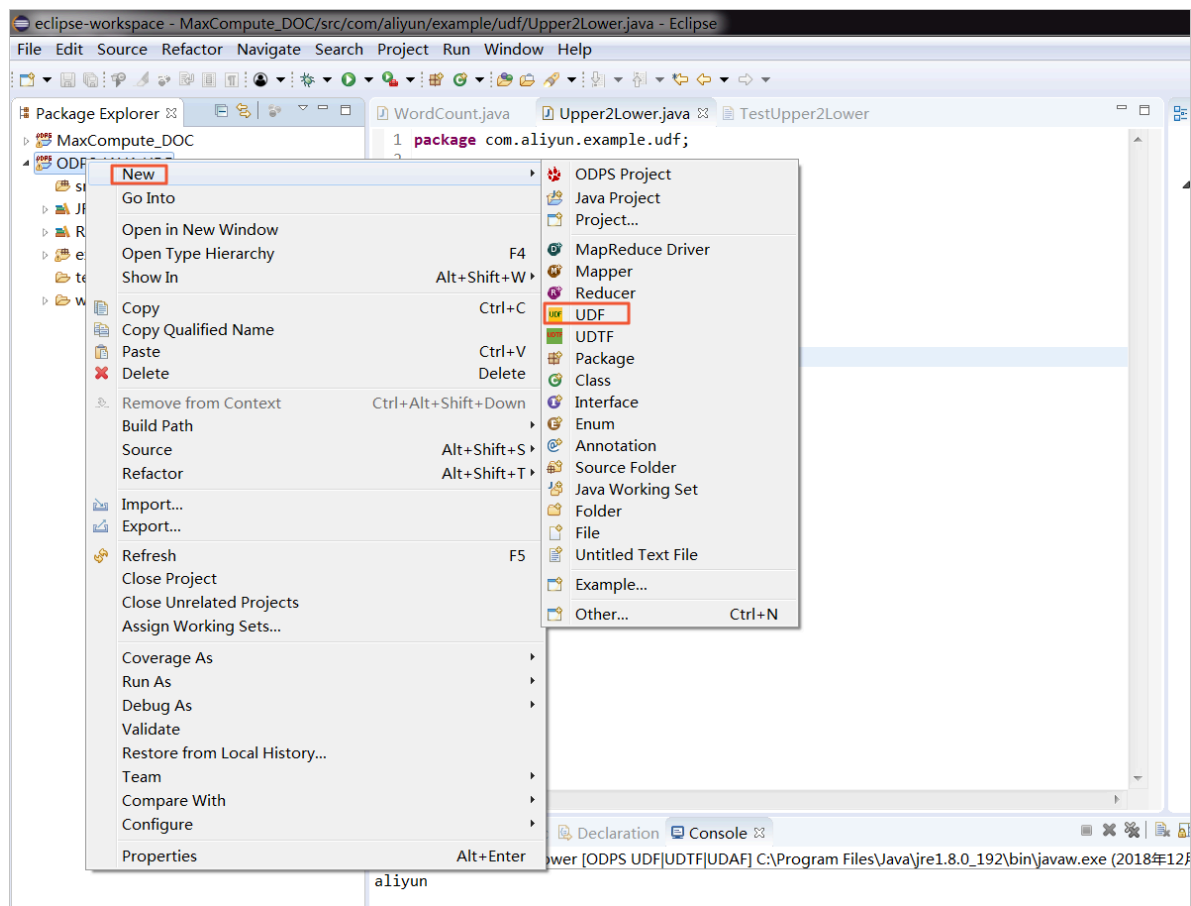 eclipse-workspace - MaxCompute_DOC/src/com/aliyun/example/udf/Upper2Lower.java - Eclipse
File Edit Source Refactor Navigate Search Project Run Window Help
Package Explorer
WordCount.java Upper2Lower.java TestUpper2Lower
MaxCompute_DOC
1 package com.aliyun.example.udf;
New
Go Into
Open in New Window
Open Type Hierarchy F4
Show In Alt+Shift+W
Copy Ctrl+C
Copy Qualified Name
Paste Ctrl+V
Delete Delete
Remove from Context Ctrl+Alt+Shift+Down
Build Path
Source Alt+Shift+S
Refactor Alt+Shift+T
Import...
Export...
Refresh F5
Close Project
Close Unrelated Projects
Assign Working Sets...
Coverage As
Run As
Debug As
Validate
Restore from Local History...
Team
Compare With
Configure
Properties Alt+Enter
ODPS Project
Java Project
Project...
MapReduce Driver
Mapper
Reducer
UDF
UDTF
Package
Class
Interface
Enum
Annotation
Source Folder
Java Working Set
Folder
File
Untitled Text File
Example...
Other... Ctrl+N
Declaration Console
ower [ODPS UDF|UDTF|UDAF] C:\Program Files\Java\jre1.8.0_192\bin\javaw.exe (2018年12月
aliyun